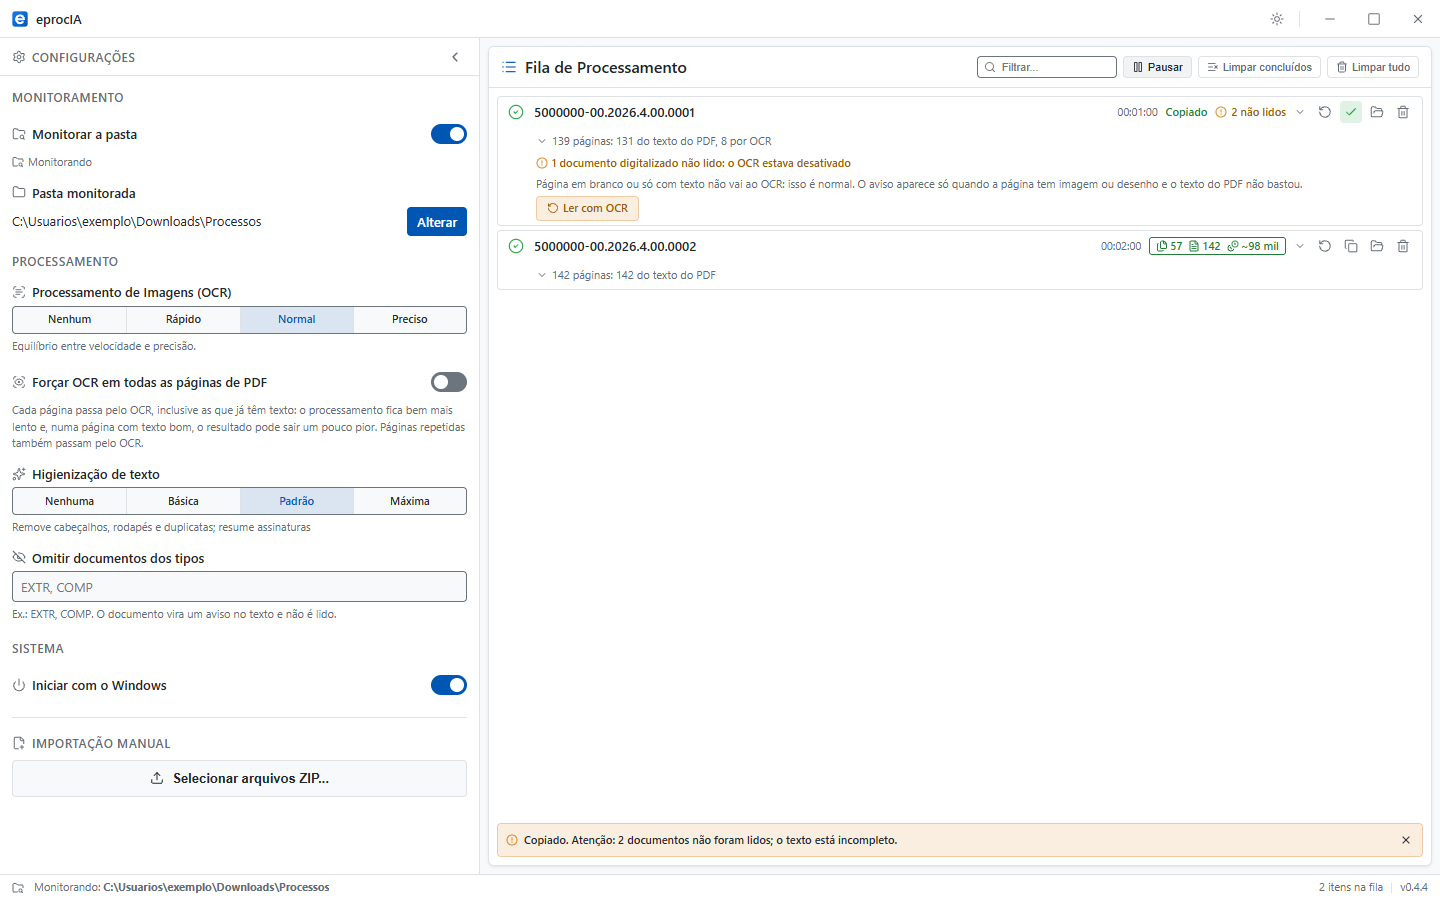 eprocIA
CONFIGURAÇÕES
MONITORAMENTO
Monitorar a pasta
Monitorando
Pasta monitorada
C:\Usuarios\exemplo\Downloads\Processos
Alterar
PROCESSAMENTO
Processamento de Imagens (OCR)
Nenhum Rápido Normal Preciso
Equilíbrio entre velocidade e precisão.
Forçar OCR em todas as páginas de PDF
Cada página passa pelo OCR, inclusive as que já têm texto: o processamento fica bem mais
lento e, numa página com texto bom, o resultado pode sair um pouco pior. Páginas repetidas
também passam pelo OCR.
Higienização de texto
Nenhuma Básica Padrão Máxima
Remove cabeçalhos, rodapés e duplicatas; resume assinaturas
Omitir documentos dos tipos
EXTR, COMP
Ex.: EXTR, COMP. O documento vira um aviso no texto e não é lido.
SISTEMA
Iniciar com o Windows
IMPORTAÇÃO MANUAL
Selecionar arquivos ZIP...
Fila de Processamento
Filtrar...
Pausar
Limpar concluídos
Limpar tudo
5000000-00.2026.4.00.0001
00:01:00 Copiado 2 não lidos
139 páginas: 131 do texto do PDF, 8 por OCR
1 documento digitalizado não lido: o OCR estava desativado
Página em branco ou só com texto não vai ao OCR: isso é normal. O aviso aparece só quando a página tem imagem ou desenho e o texto do PDF não bastou.
Ler com OCR
5000000-00.2026.4.00.0002
00:02:00 57 142 ~98 mil
142 páginas: 142 do texto do PDF
Copiado. Atenção: 2 documentos não foram lidos; o texto está incompleto.
Monitorando: C:\Usuarios\exemplo\Downloads\Processos
2 itens na fila v0.4.4